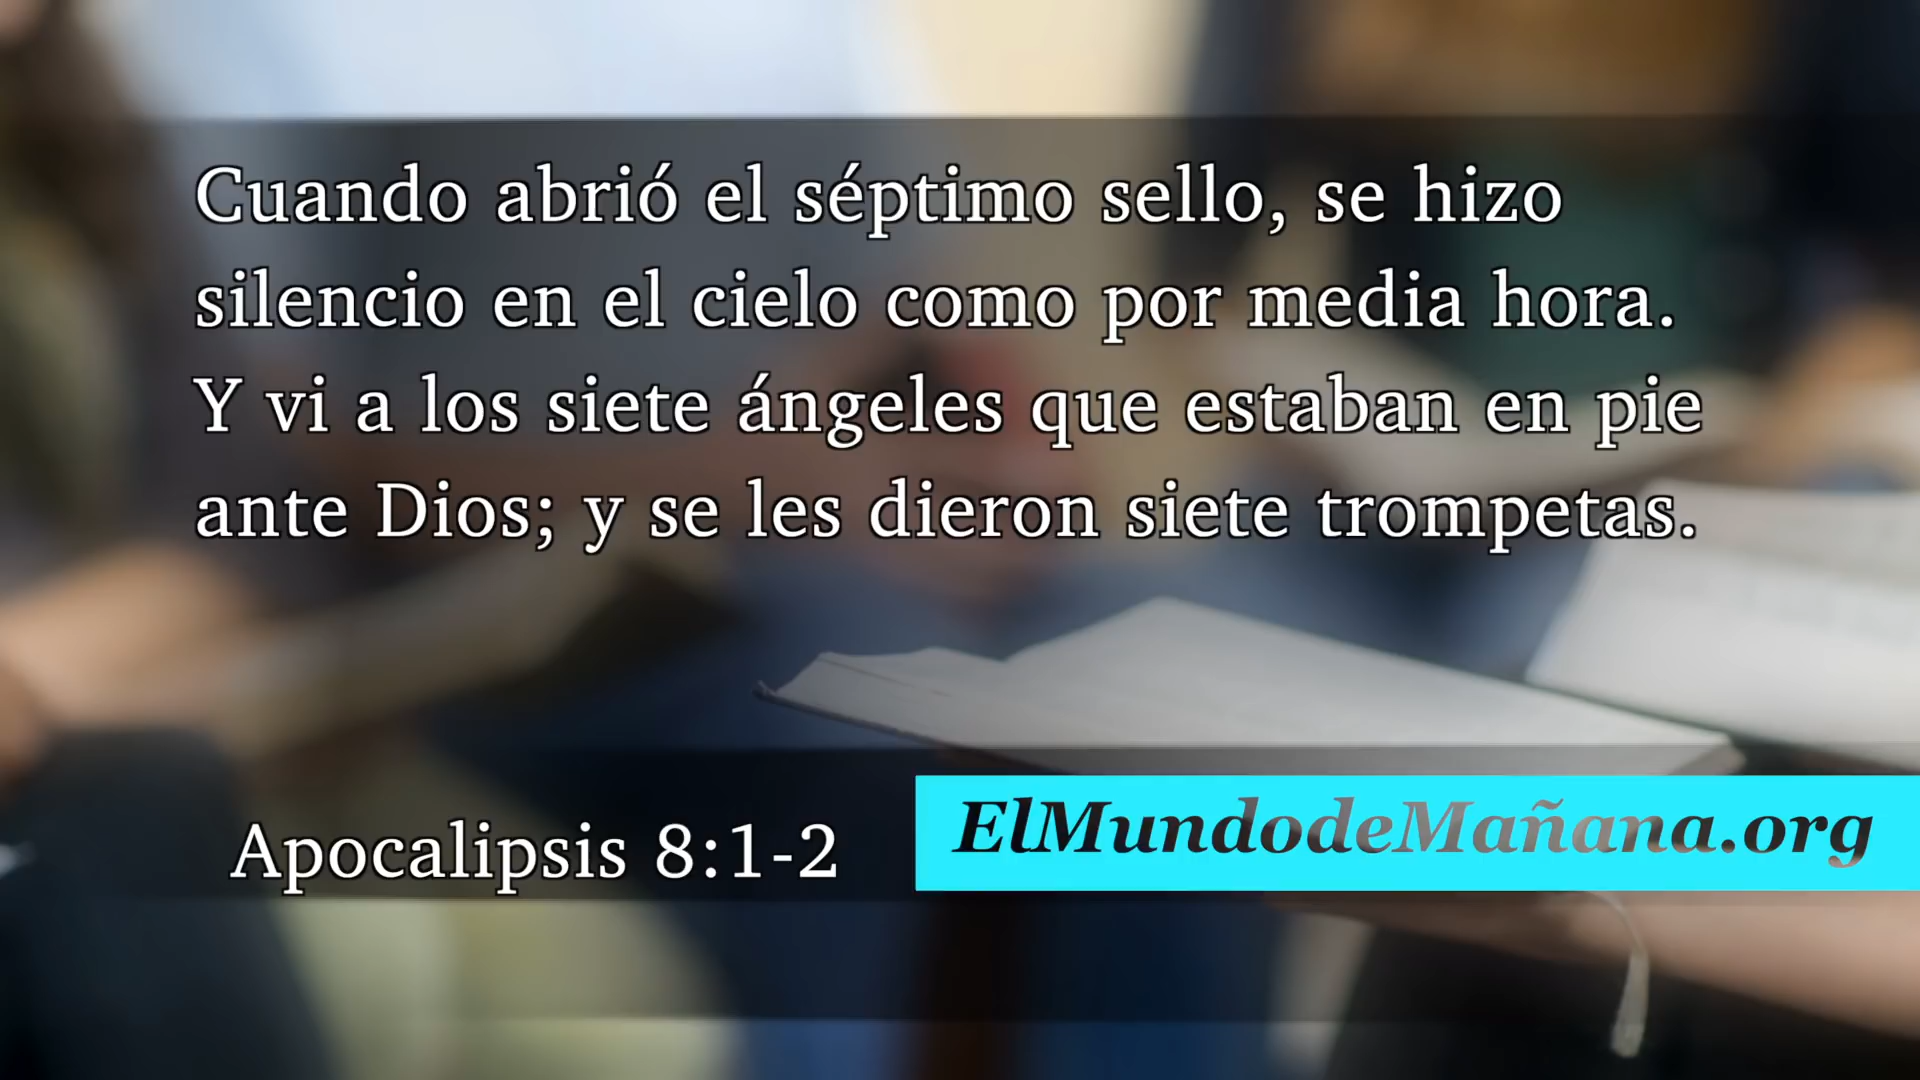 Cuando abrió el séptimo sello, se hizo
silencio en el cielo como por media hora.
Y vi a los siete ángeles que estaban en pie
ante Dios; y se les dieron siete trompetas.
Apocalipsis 8:1-2
ElMundodeMañana.org